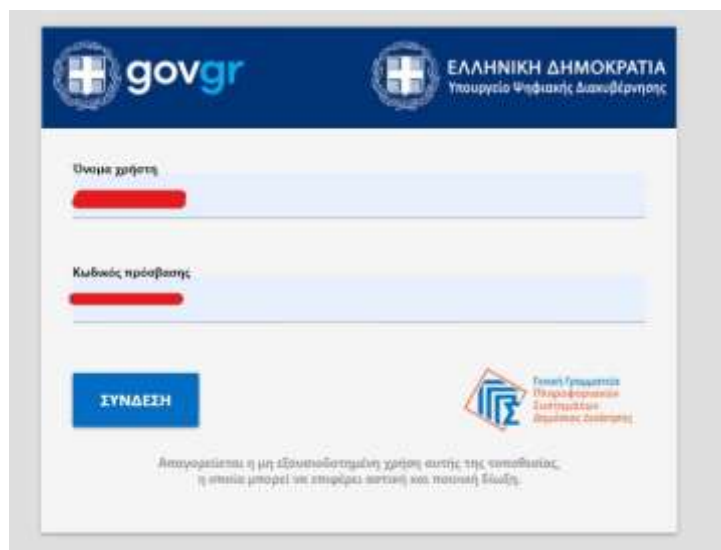 govgr
ΕΛΛΗΝΙΚΗ ΔΗΜΟΚΡΑΤΙΑ
Υπουργείο Ψηφιακής Διακυβέρνησης
Όνομα χρήστη
Κωδικός πρόσβασης
ΣΥΝΔΕΣΗ
Γενική Γραμματεία
Πληροφοριακών
Συστημάτων
Δημόσιας Διοίκησης
Απαγορεύεται η μη εξουσιοδοτημένη χρήση αυτής της τοποθεσίας,
η οποία μπορεί να επιφέρει αστική και ποινική δίωξη.